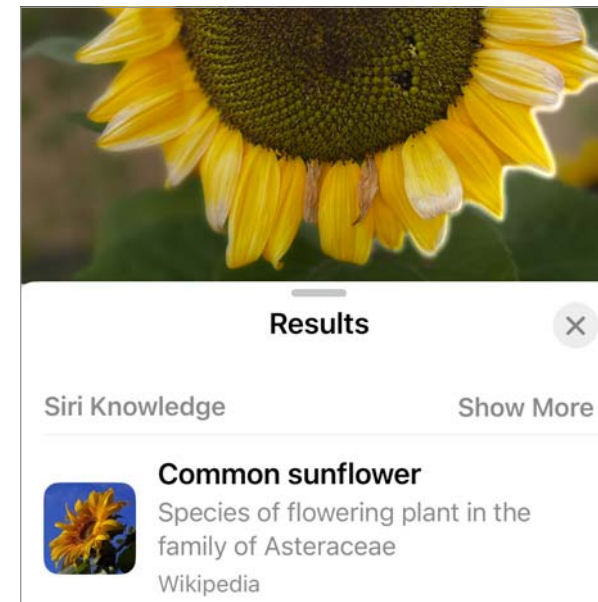 Results
Siri Knowledge
Show More
Common sunflower
Species of flowering plant in the
family of Asteraceae
Wikipedia